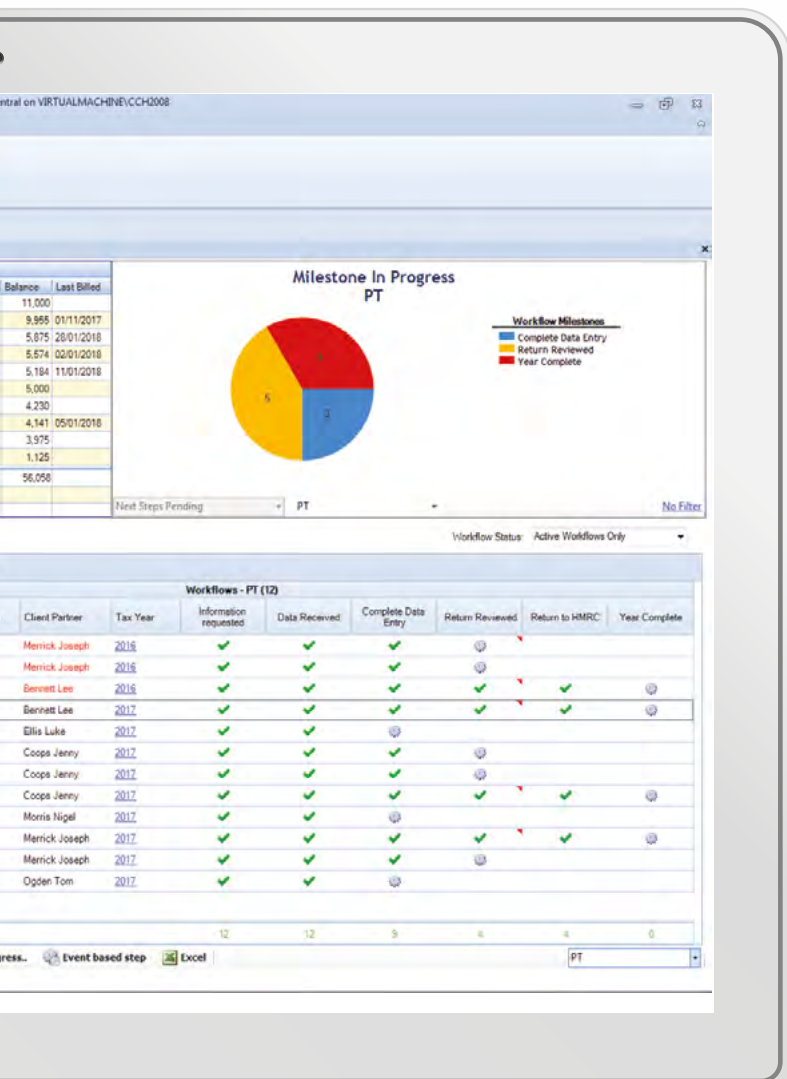 ntral on VIRTUALMACHINE\CCH2008
Balance Last Billed
11,000
9,955 01/11/2017
5,875 28/01/2018
5,574 02/01/2018
5,184 11/01/2018
5,000
4,230
4,141 05/01/2018
3,975
1,125
56,058
Milestone In Progress
PT
5
3
Workflow Milestones
Complete Data Entry
Return Reviewed
Year Complete
Next Steps Pending PT No Filter
Workflow Status: Active Workflows Only
Workflows - PT (12)
Client Partner Tax Year Information requested Data Received Complete Data Entry Return Reviewed Return to HMRC Year Complete
Merrick Joseph 2016
Merrick Joseph 2016
Bennett Lee 2016
Bennett Lee 2017
Ellis Luke 2017
Coops Jenny 2017
Coops Jenny 2017
Coops Jenny 2017
Morris Nigel 2017
Merrick Joseph 2017
Merrick Joseph 2017
Ogden Tom 2017
12 12 9 4 4 0
gress.. Event based step Excel PT